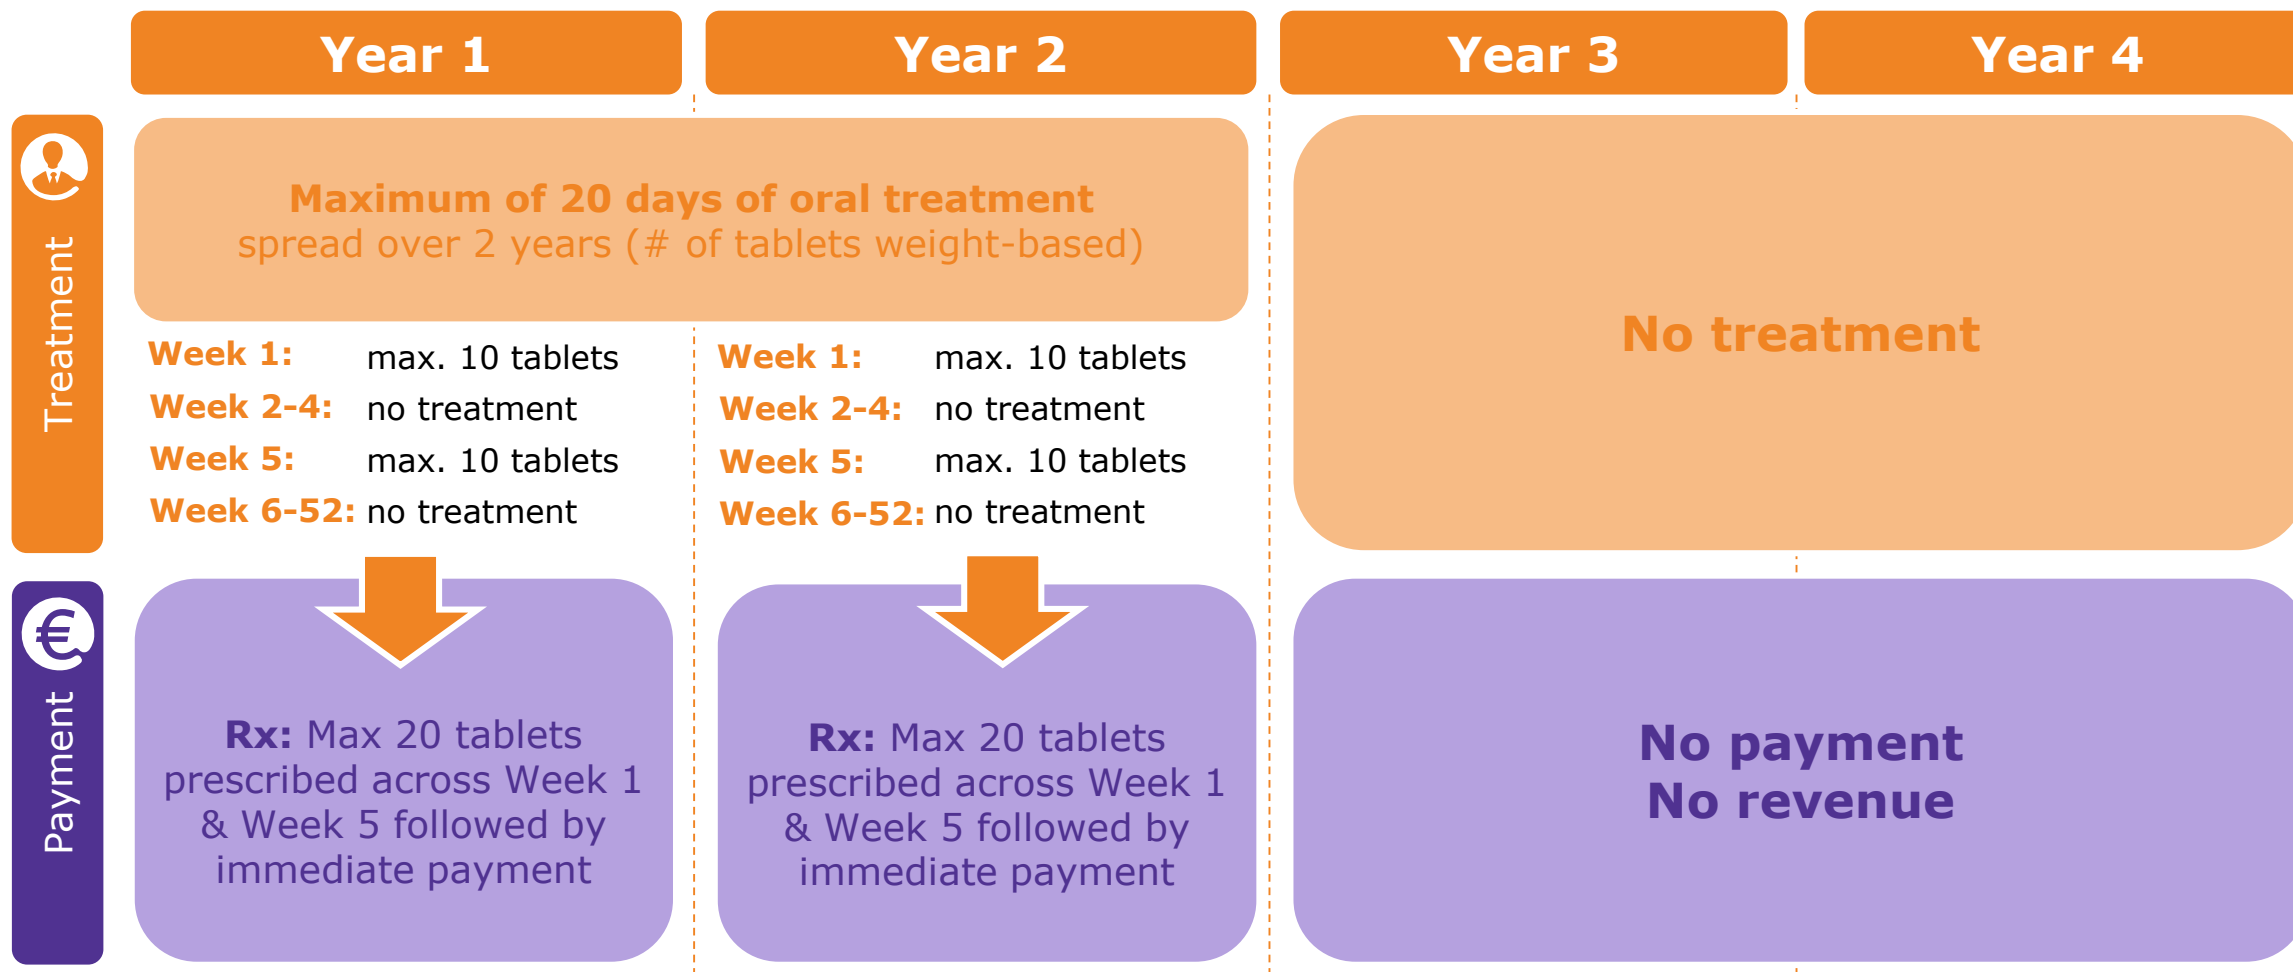 Year 1
Year 2
Year 3
Year 4
Treatment
Maximum of 20 days of oral treatment
spread over 2 years (# of tablets weight-based)
Week 1: max. 10 tablets
Week 2-4: no treatment
Week 5: max. 10 tablets
Week 6-52: no treatment
Week 1: max. 10 tablets
Week 2-4: no treatment
Week 5: max. 10 tablets
Week 6-52: no treatment
No treatment
€
Payment
Rx: Max 20 tablets
prescribed across Week 1
& Week 5 followed by
immediate payment
Rx: Max 20 tablets
prescribed across Week 1
& Week 5 followed by
immediate payment
No payment
No revenue